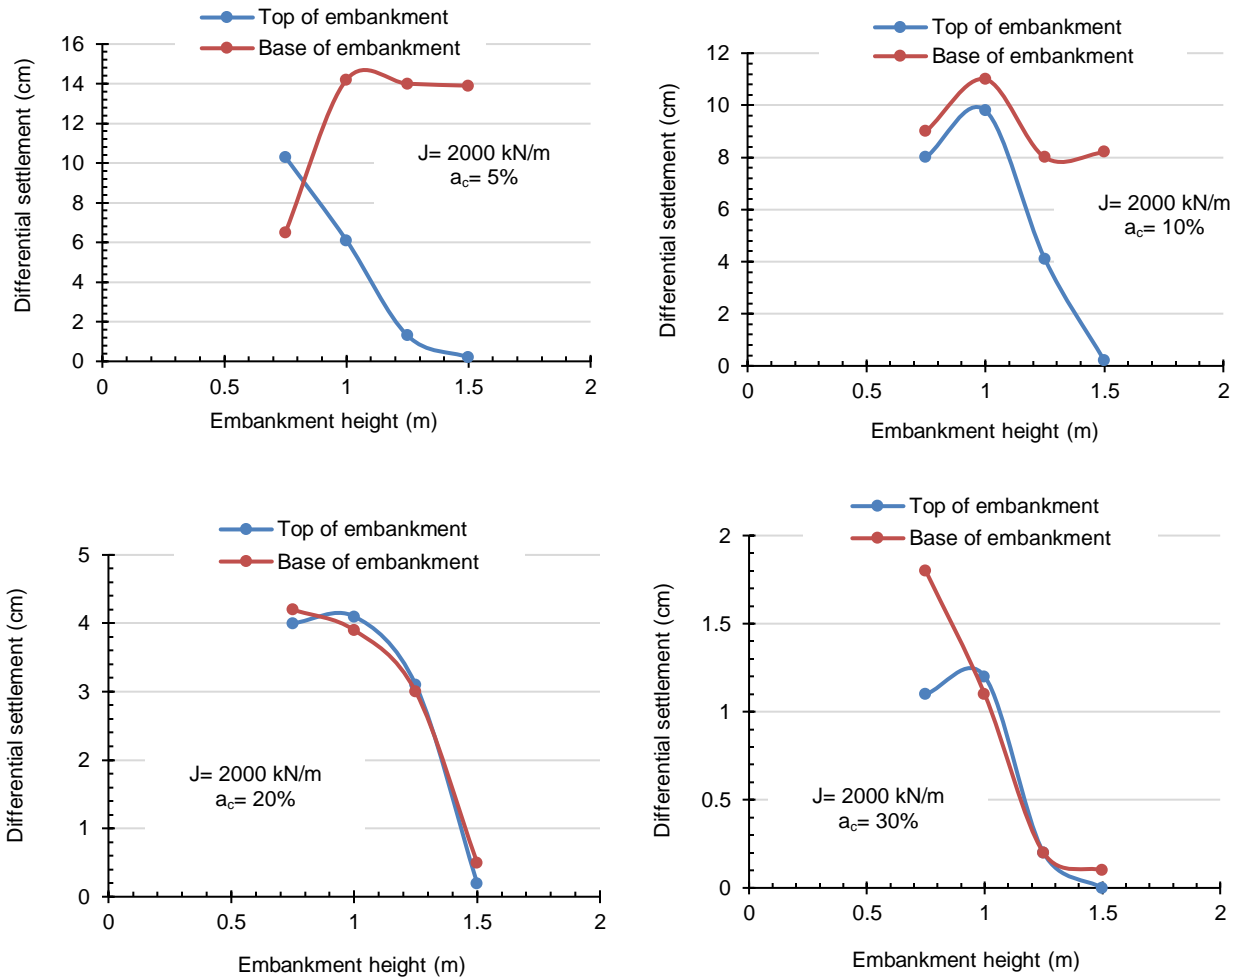 Top of embankment
Base of embankment
16
14
12
10
8
6
4
2
0
Differential settlement (cm)
J= 2000 kN/m
a_c= 5%
0 0.5 1 1.5 2
Embankment height (m)
Top of embankment
Base of embankment
12
10
8
6
4
2
0
Differential settlement (cm)
J= 2000 kN/m
a_c= 10%
0 0.5 1 1.5 2
Embankment height (m)
Top of embankment
Base of embankment
5
4
3
2
1
0
Differential settlement (cm)
J= 2000 kN/m
a_c= 20%
0 0.5 1 1.5 2
Embankment height (m)
Top of embankment
Base of embankment
2
1.5
1
0.5
0
Differential settlement (cm)
J= 2000 kN/m
a_c= 30%
0 0.5 1 1.5 2
Embankment height (m)